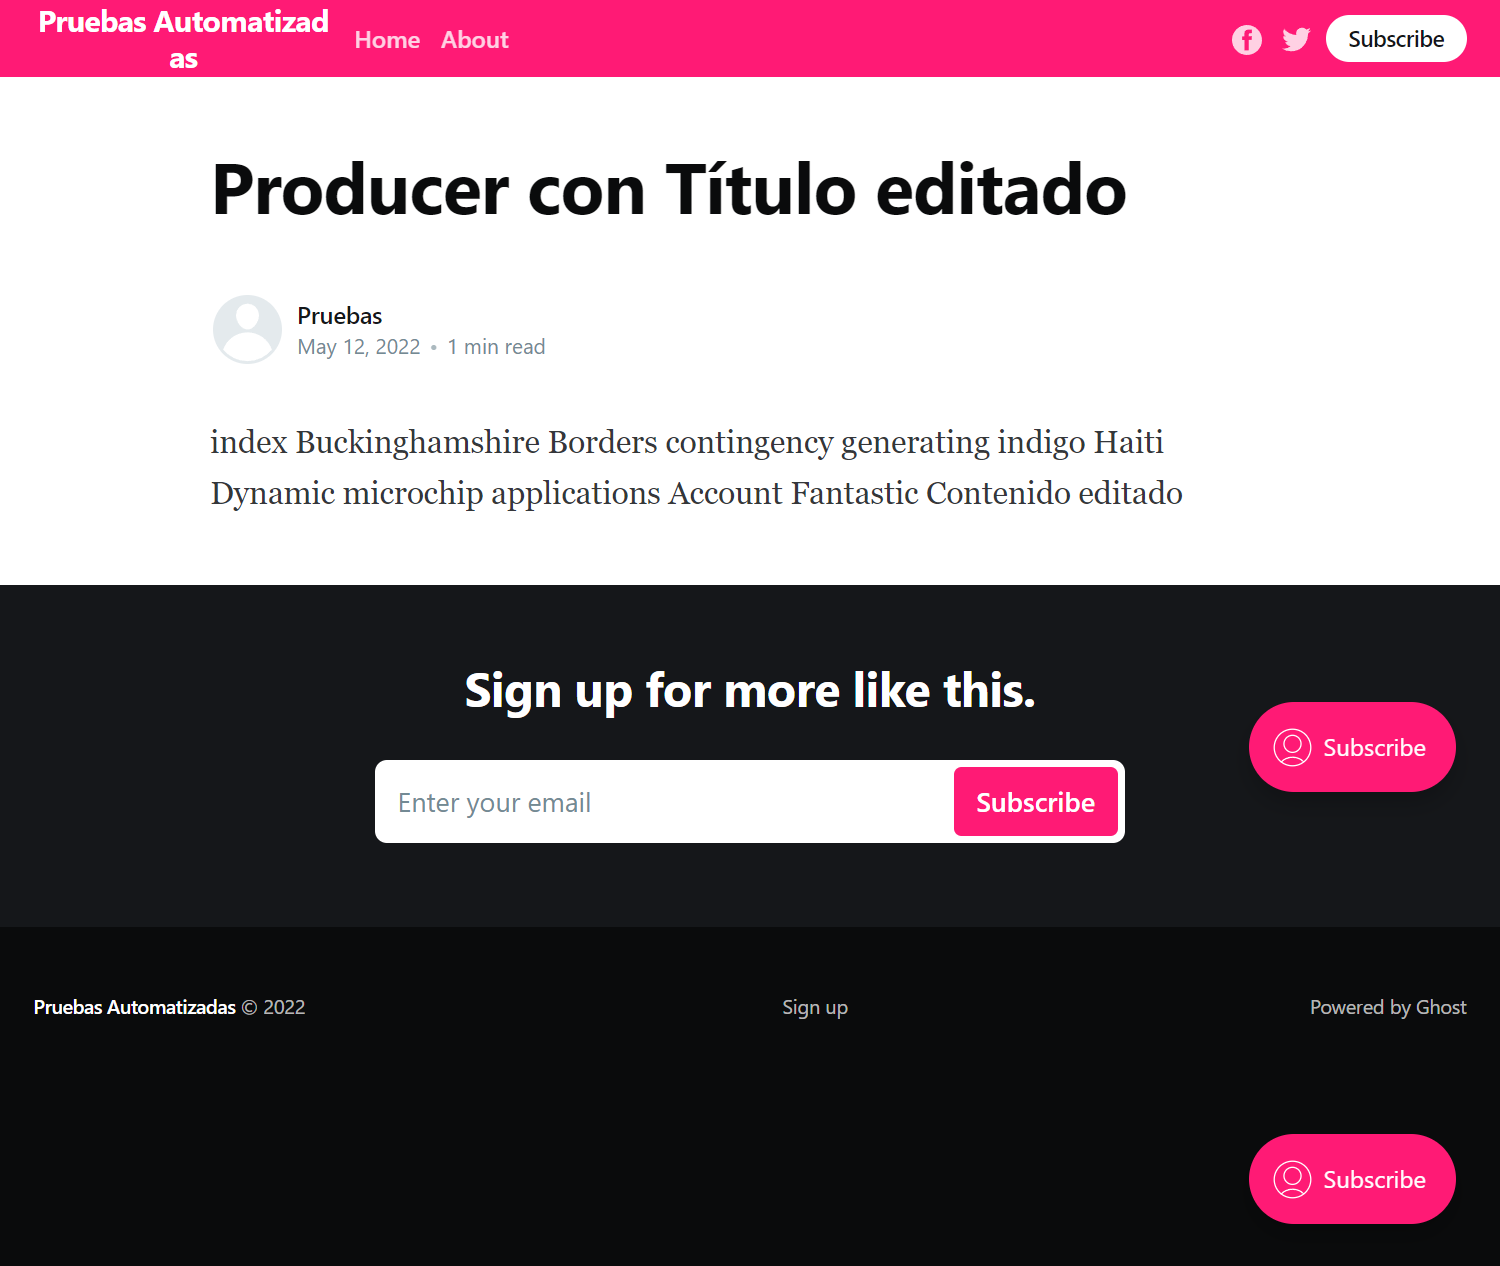 Pruebas Automatizad
as
Home
About
Subscribe
Producer con Título editado
Pruebas
May 12, 2022 • 1 min read
index Buckinghamshire Borders contingency generating indigo Haiti
Dynamic microchip applications Account Fantastic Contenido editado
Sign up for more like this.
Enter your email
Subscribe
Subscribe
Pruebas Automatizadas © 2022
Sign up
Powered by Ghost
Subscribe